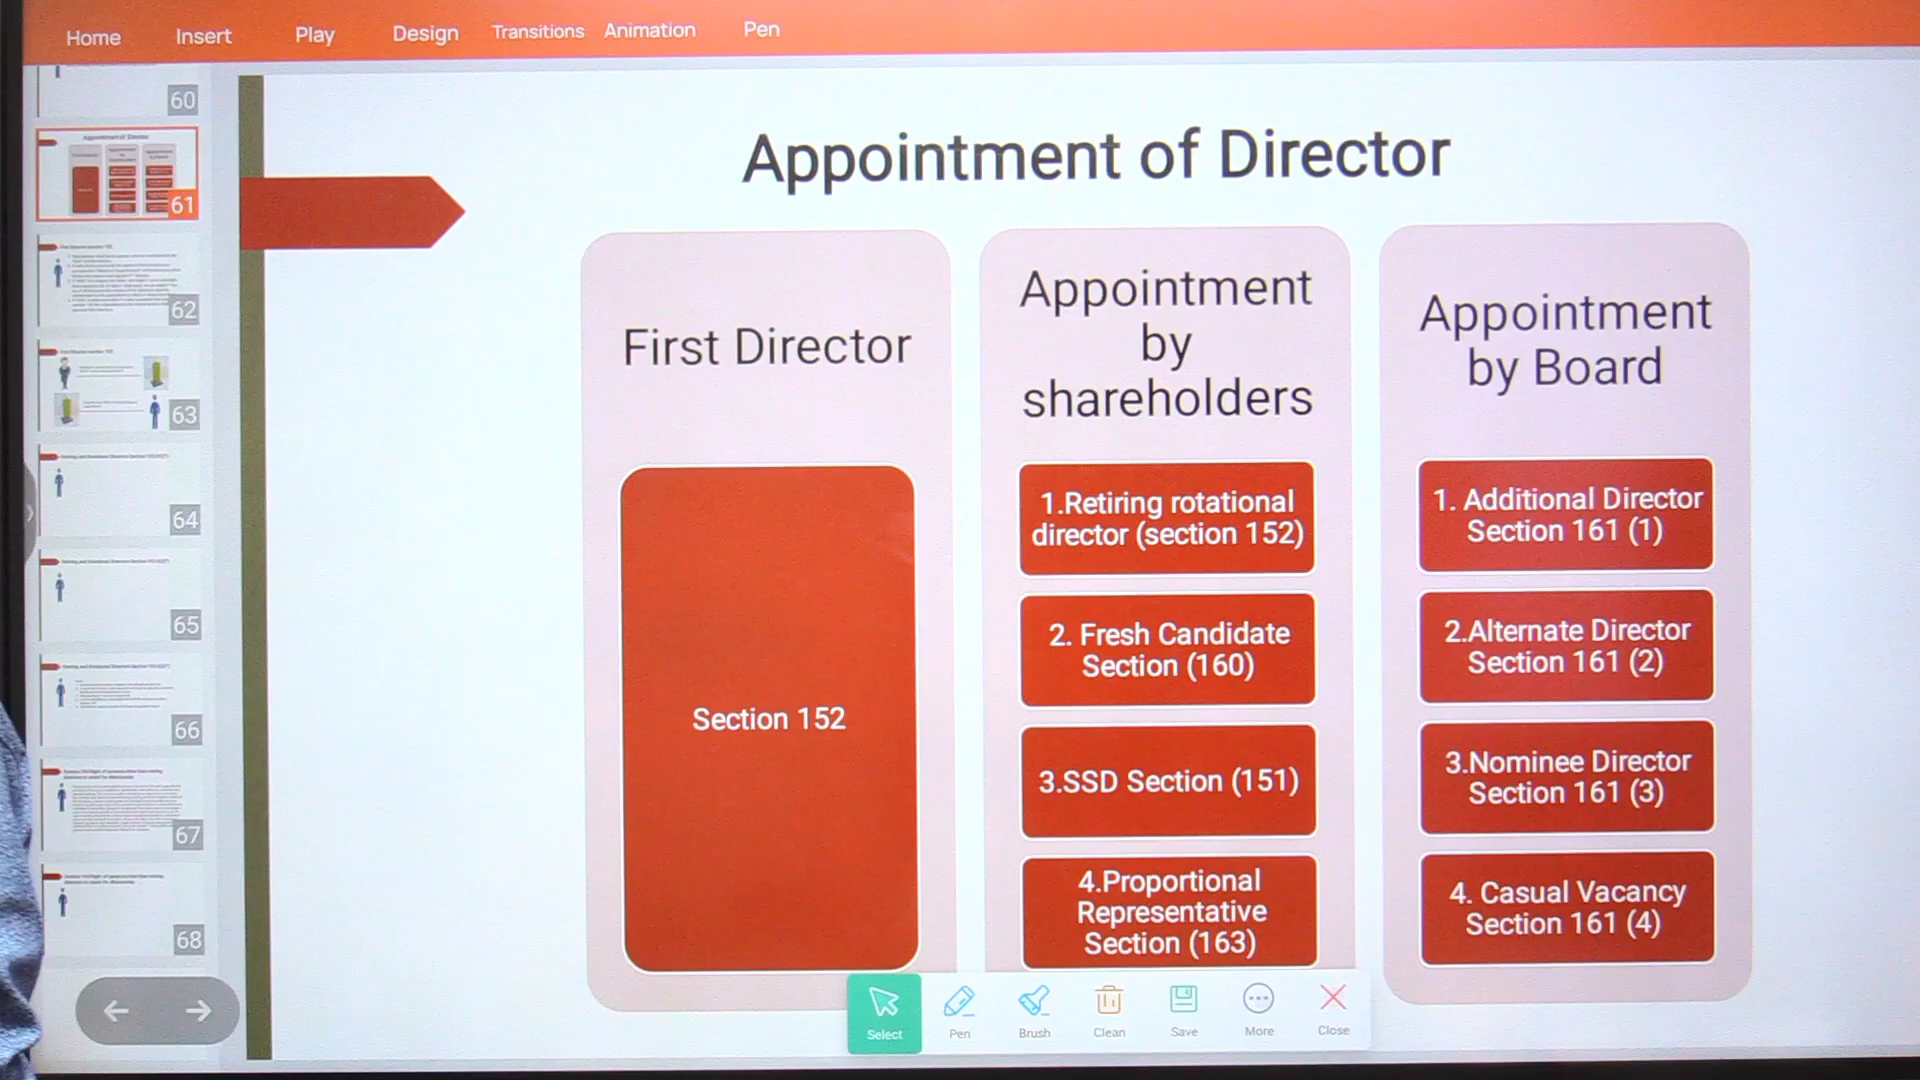 Home Insert Play Design Transitions Animation Pen
60
61
62
63
64
65
66
67
68
Appointment of Director
First Director
Section 152
Appointment
by
shareholders
1.Retiring rotational
director (section 152)
2. Fresh Candidate
Section (160)
3.SSD Section (151)
4.Proportional
Representative
Section (163)
Appointment
by Board
1. Additional Director
Section 161 (1)
2.Alternate Director
Section 161 (2)
3.Nominee Director
Section 161 (3)
4. Casual Vacancy
Section 161 (4)
Select Pen Brush Clean Save More Close